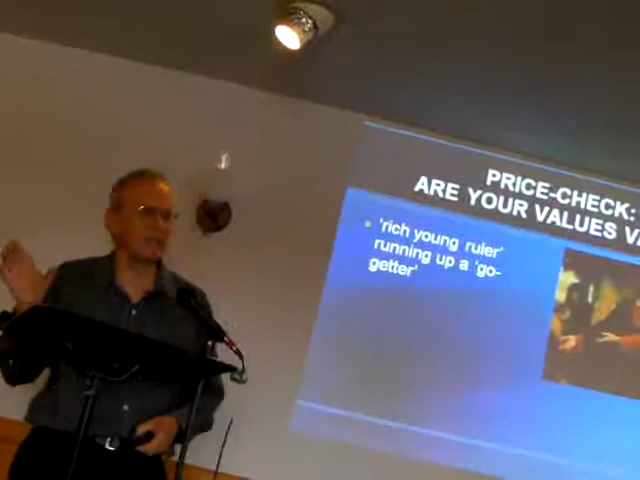 PRICE-CHECK:
ARE YOUR VALUES
'rich young ruler'
running up a 'go-
getter'